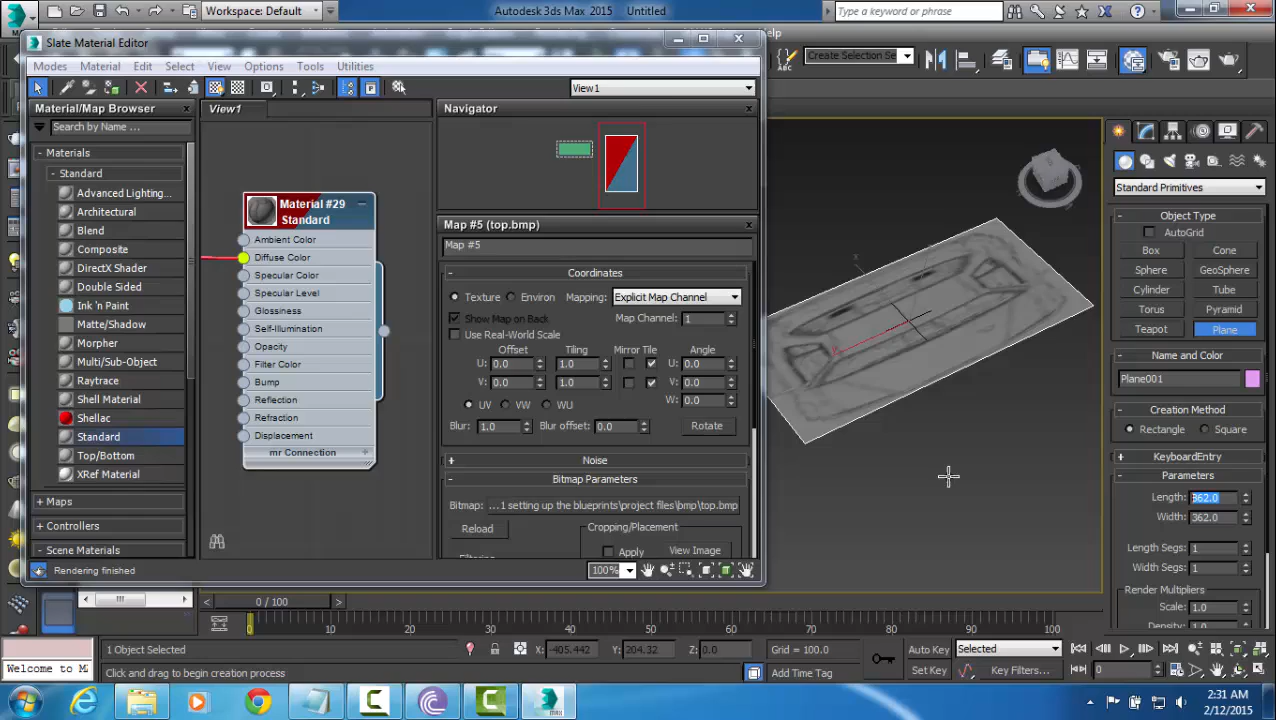 Workspace: Default
Autodesk 3ds Max 2015
Untitled
Type a keyword or phrase
Slate Material Editor
Create Selection Se
Modes
Material
Edit
Select
View
Options
Tools
Utilities
View1
Material/Map Browser
View1
Navigator
Search by Name ...
- Materials
- Standard
Advanced Lighting...
Architectural
Blend
Composite
DirectX Shader
Double Sided
Ink 'n Paint
Matte/Shadow
Morpher
Multi/Sub-Object
Raytrace
Shell Material
Shellac
Standard
Top/Bottom
XRef Material
+ Maps
+ Controllers
- Scene Materials
Material #29
Standard
Ambient Color
Diffuse Color
Specular Color
Specular Level
Glossiness
Self-Illumination
Opacity
Filter Color
Bump
Reflection
Refraction
Displacement
mr Connection +
Map #5 (top.bmp)
Map #5
- Coordinates
Texture
Environ
Mapping:
Explicit Map Channel
Show Map on Back
Map Channel: 1
Use Real-World Scale
Offset
Tiling
Mirror Tile
Angle
U: 0.0
1.0
U: 0.0
V: 0.0
1.0
V: 0.0
W: 0.0
UV
VW
WU
Blur: 1.0
Blur offset: 0.0
Rotate
+ Noise
- Bitmap Parameters
Bitmap:
...1 setting up the blueprints\project files\bmp\top.bmp
Reload
Cropping/Placement
Apply
View Image
Rendering finished
100%
Standard Primitives
- Object Type
AutoGrid
Box
Cone
Sphere
GeoSphere
Cylinder
Tube
Torus
Pyramid
Teapot
Plane
- Name and Color
Plane001
- Creation Method
Rectangle
Square
+ KeyboardEntry
- Parameters
Length: 862.0
Width: 362.0
Length Segs: 1
Width Segs: 1
Render Multipliers
Scale: 1.0
Density: 1.0
0 / 100
0
10
20
30
40
50
60
70
80
90
100
1 Object Selected
X: -405.442
Y: 204.32
Z: 0.0
Grid = 100.0
Auto Key
Selected
Welcome to M
Click and drag to begin creation process
Add Time Tag
Set Key
Key Filters...
0
2:31 AM
2/12/2015